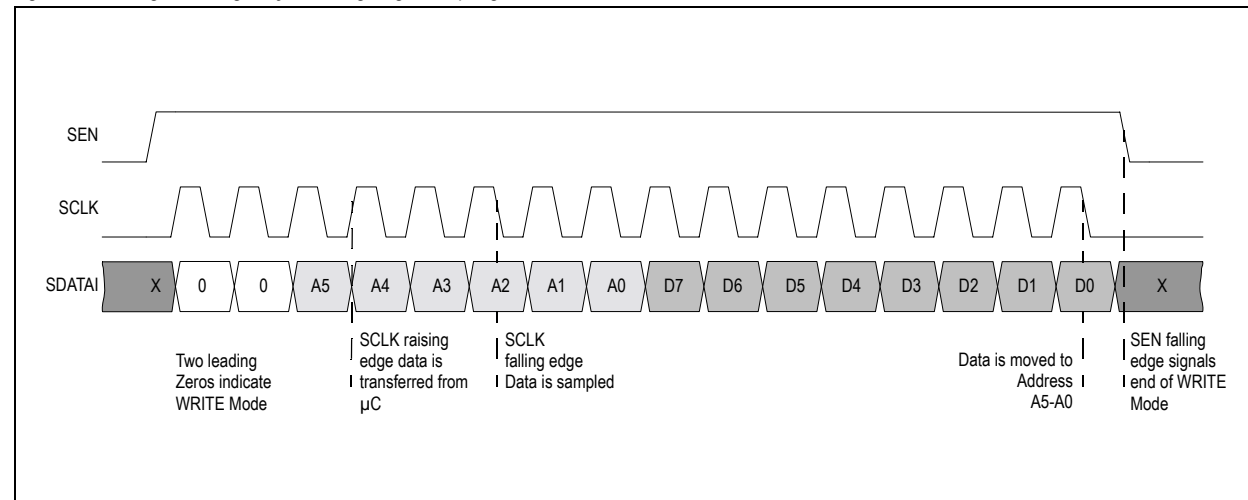 SEN
SCLK
SDATAI X 0 0 A5 A4 A3 A2 A1 A0 D7 D6 D5 D4 D3 D2 D1 D0 X
Two leading
Zeros indicate
WRITE Mode
SCLK raising
edge data is
transferred from
µC
SCLK
falling edge
Data is sampled
Data is moved to
Address
A5-A0
SEN falling
edge signals
end of WRITE
Mode